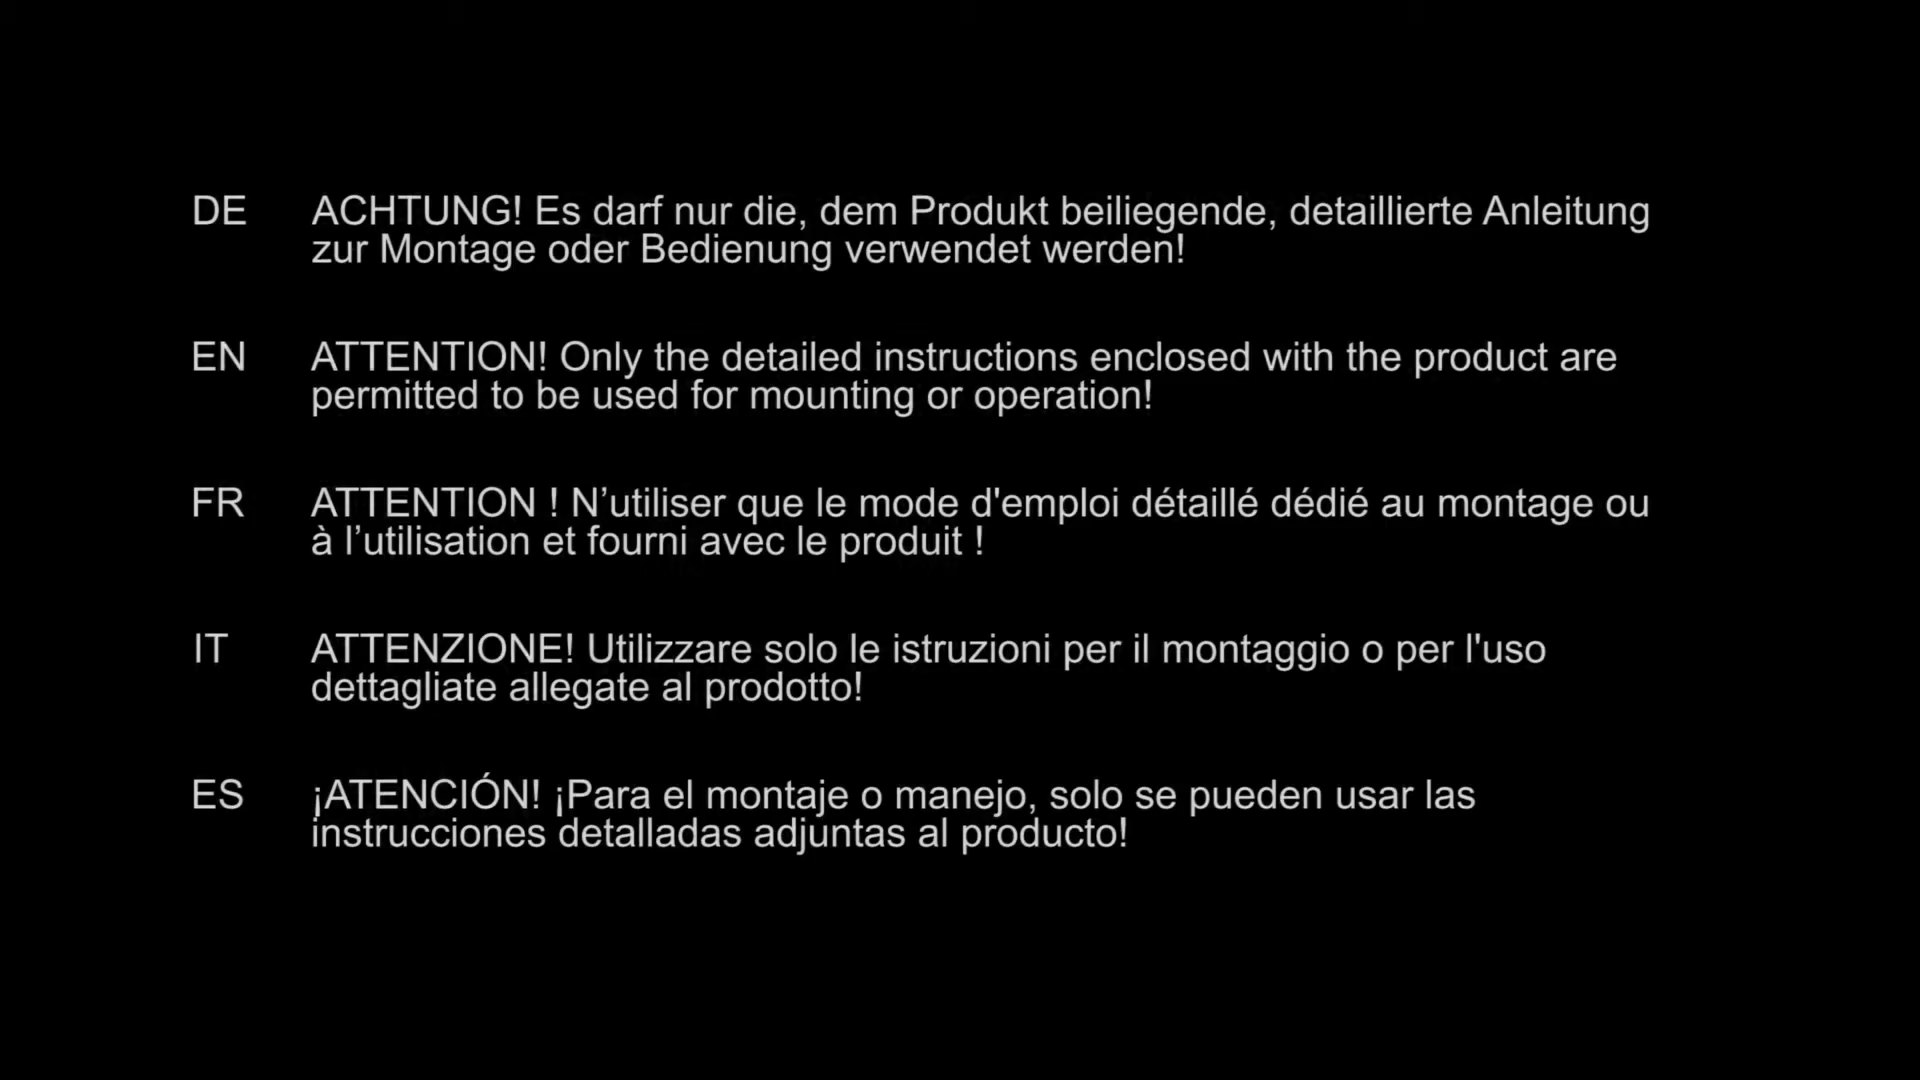 DE ACHTUNG! Es darf nur die, dem Produkt beiliegende, detaillierte Anleitung
zur Montage oder Bedienung verwendet werden!
EN ATTENTION! Only the detailed instructions enclosed with the product are
permitted to be used for mounting or operation!
FR ATTENTION ! N’utiliser que le mode d'emploi détaillé dédié au montage ou
à l’utilisation et fourni avec le produit !
IT ATTENZIONE! Utilizzare solo le istruzioni per il montaggio o per l'uso
dettagliate allegate al prodotto!
ES ¡ATENCIÓN! ¡Para el montaje o manejo, solo se pueden usar las
instrucciones detalladas adjuntas al producto!